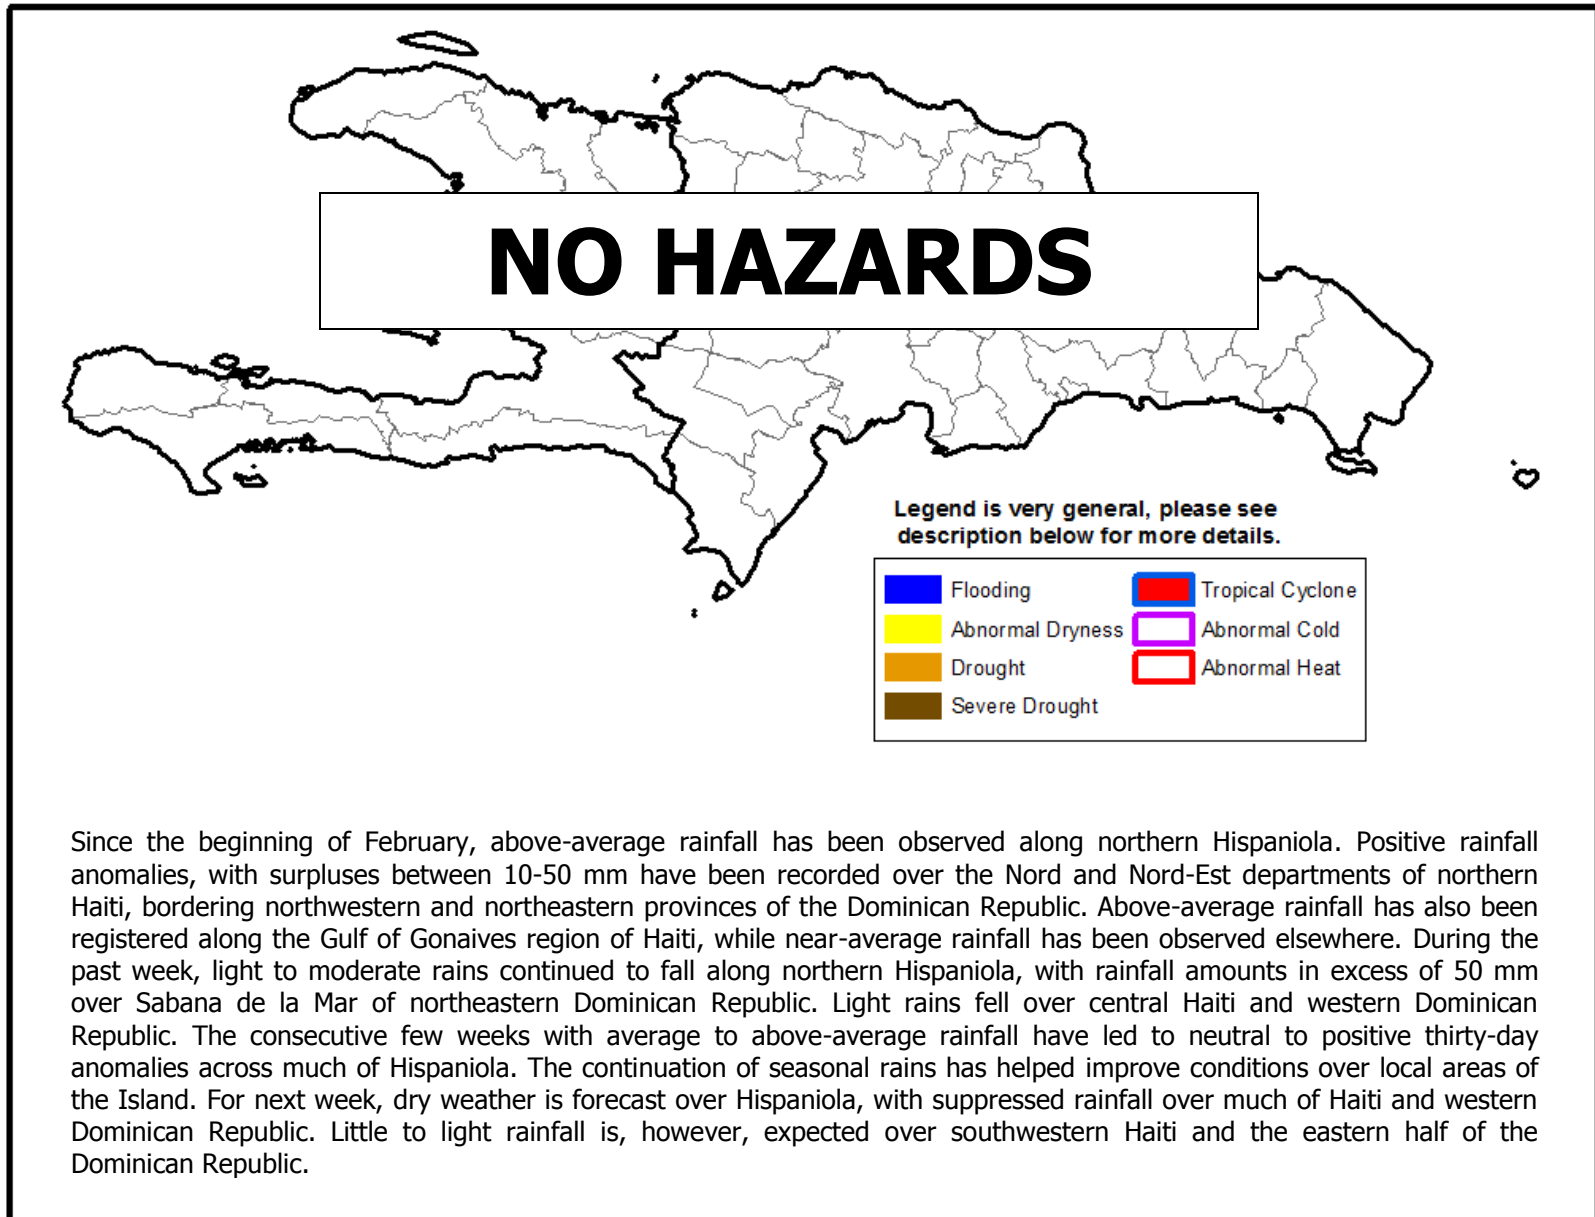 NO HAZARDS
Legend is very general, please see
description below for more details.
Flooding
Tropical Cyclone
Abnormal Dryness
Abnormal Cold
Drought
Abnormal Heat
Severe Drought
Since the beginning of February, above-average rainfall has been observed along northern Hispaniola. Positive rainfall
anomalies, with surpluses between 10-50 mm have been recorded over the Nord and Nord-Est departments of northern
Haiti, bordering northwestern and northeastern provinces of the Dominican Republic. Above-average rainfall has also been
registered along the Gulf of Gonaives region of Haiti, while near-average rainfall has been observed elsewhere. During the
past week, light to moderate rains continued to fall along northern Hispaniola, with rainfall amounts in excess of 50 mm
over Sabana de la Mar of northeastern Dominican Republic. Light rains fell over central Haiti and western Dominican
Republic. The consecutive few weeks with average to above-average rainfall have led to neutral to positive thirty-day
anomalies across much of Hispaniola. The continuation of seasonal rains has helped improve conditions over local areas of
the Island. For next week, dry weather is forecast over Hispaniola, with suppressed rainfall over much of Haiti and western
Dominican Republic. Little to light rainfall is, however, expected over southwestern Haiti and the eastern half of the
Dominican Republic.